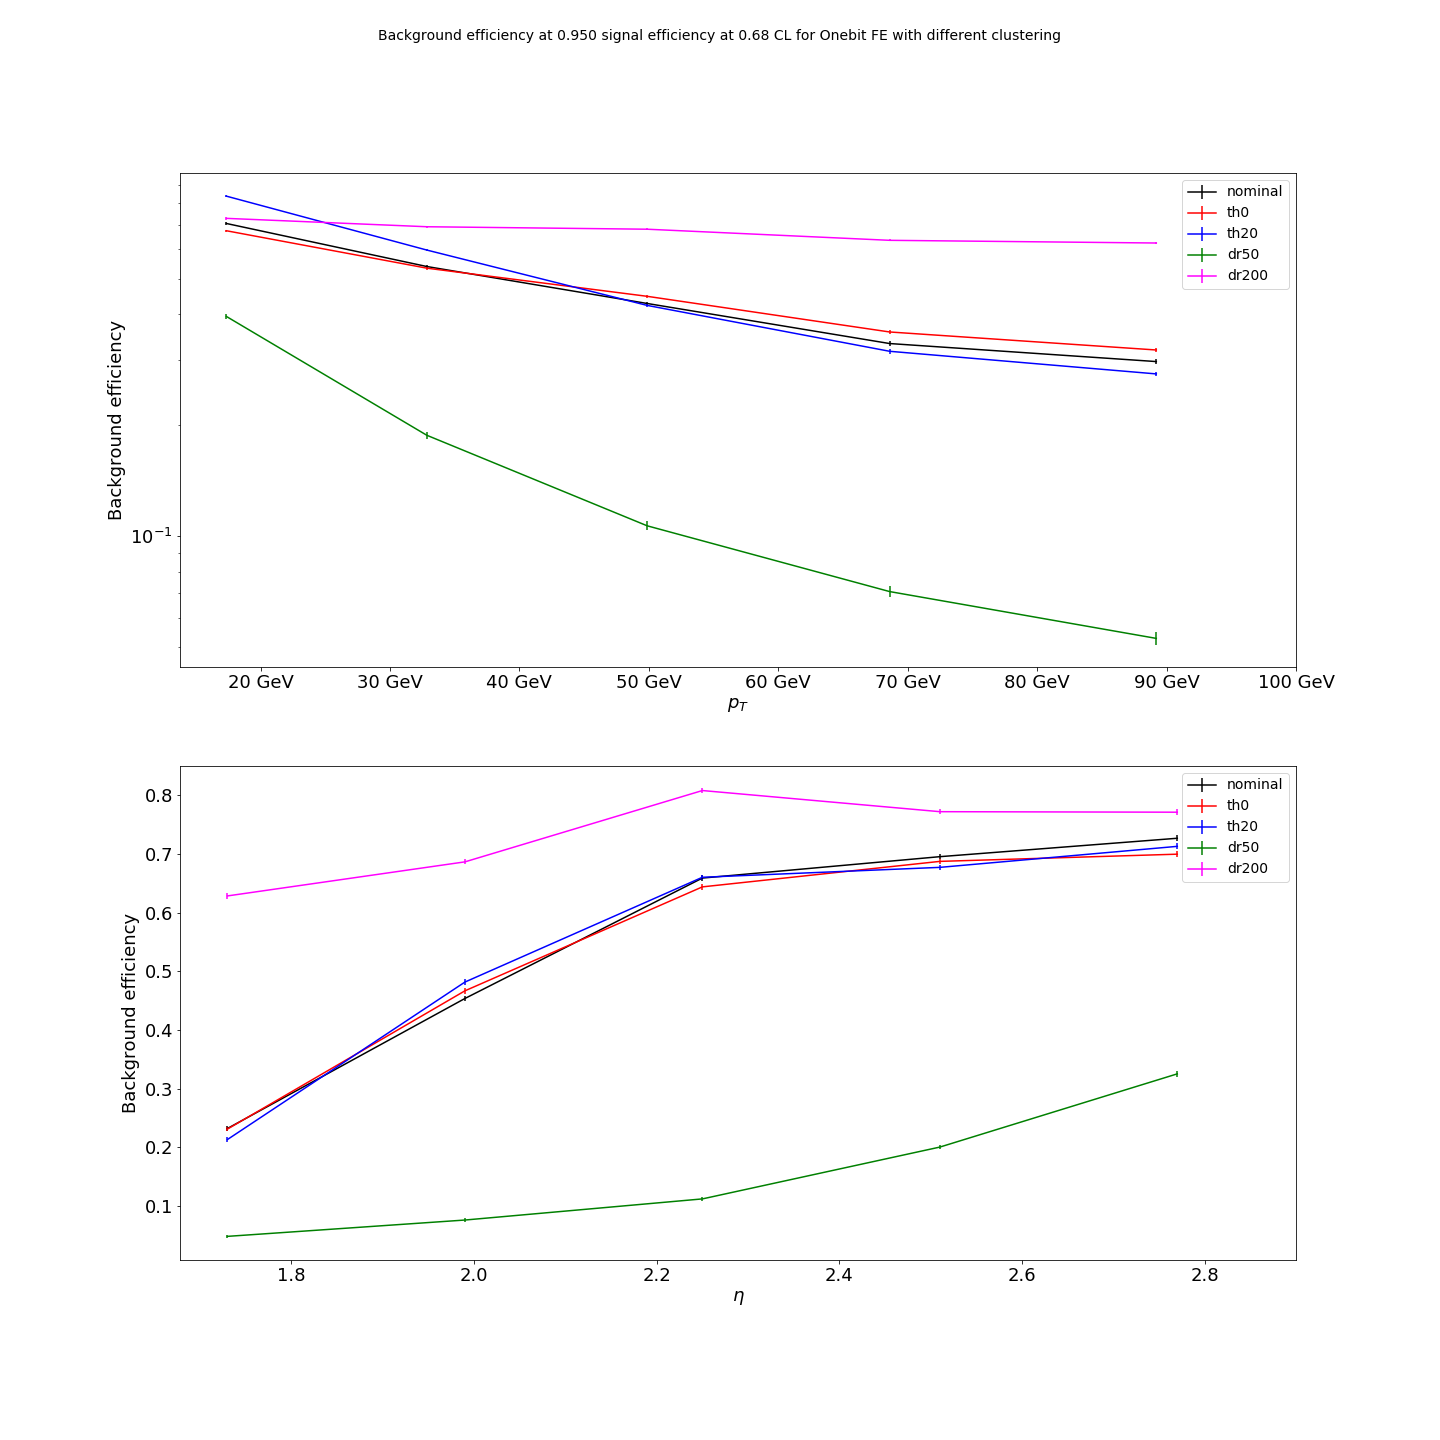 Background efficiency at 0.950 signal efficiency at 0.68 CL for Onebit FE with different clustering
nominal
th0
th20
dr50
dr200
Background efficiency
10⁻¹
20 GeV 30 GeV 40 GeV 50 GeV 60 GeV 70 GeV 80 GeV 90 GeV 100 GeV
p_T
nominal
th0
th20
dr50
dr200
Background efficiency
0.8
0.7
0.6
0.5
0.4
0.3
0.2
0.1
1.8 2.0 2.2 2.4 2.6 2.8
η